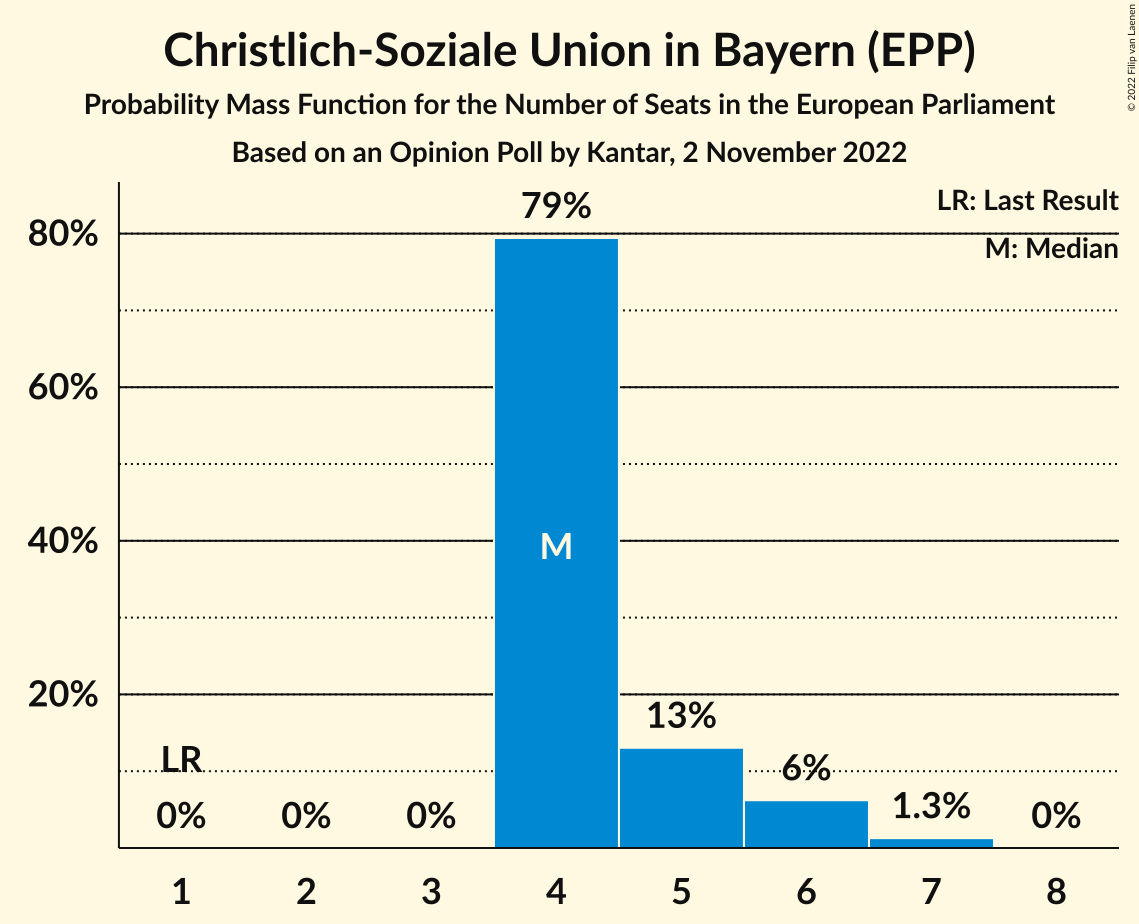 Christlich-Soziale Union in Bayern (EPP)
Probability Mass Function for the Number of Seats in the European Parliament
Based on an Opinion Poll by Kantar, 2 November 2022
© 2022 Filip van Laenen
LR: Last Result
M: Median
79%
80%
60%
40%
M
20%
13%
LR
6%
1.3%
0% 0% 0% 0%
1 2 3 4 5 6 7 8